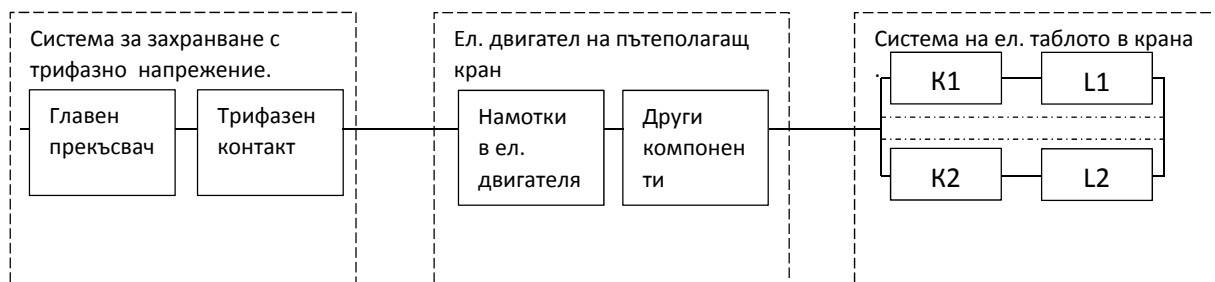 Система за захранване с
трифазно напрежение.
Главен
прекъсвач
Трифазен
контакт
Ел. двигател на пътеполагащ
кран
Намотки
в ел.
двигателя
Други
компонен
ти
Система на ел. таблото в крана
.
К1
L1
К2
L2